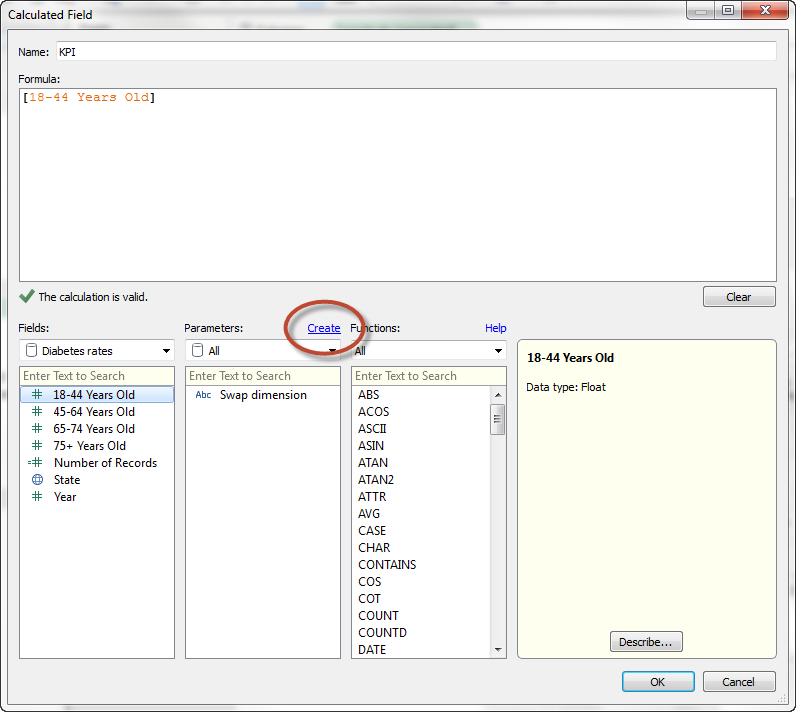 Calculated Field
Name: KPI
Formula:
[18-44 Years Old]
The calculation is valid.
Clear
Fields:
Diabetes rates
Enter Text to Search
18-44 Years Old
45-64 Years Old
65-74 Years Old
75+ Years Old
Number of Records
State
Year
Parameters: Create
All
Enter Text to Search
Abc Swap dimension
Functions: Help
All
Enter Text to Search
ABS
ACOS
ASCII
ASIN
ATAN
ATAN2
ATTR
AVG
CASE
CHAR
CONTAINS
COS
COT
COUNT
COUNTD
DATE
18-44 Years Old
Data type: Float
Describe...
OK
Cancel